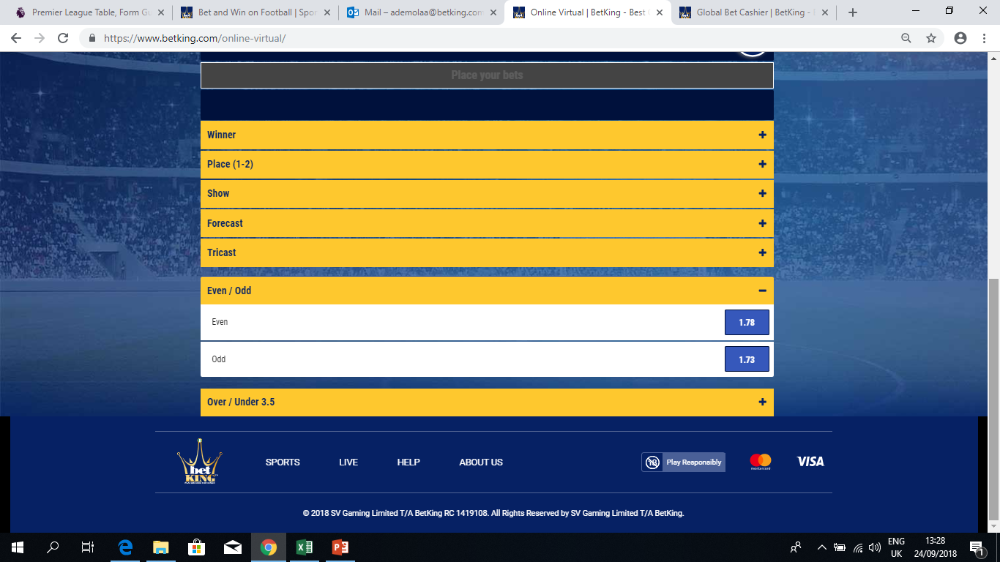 Premier League Table, Form Gu
Bet and Win on Football | Spor
Mail – ademolaa@betking.com
Online Virtual | BetKing - Best
Global Bet Cashier | BetKing -
https://www.betking.com/online-virtual/
Place your bets
Winner
Place (1-2)
Show
Forecast
Tricast
Even / Odd
Even 1.78
Odd 1.73
Over / Under 3.5
bet
KING
SPORTS LIVE HELP ABOUT US
18 Play Responsibly
mastercard
VISA
© 2018 SV Gaming Limited T/A BetKing RC 1419108. All Rights Reserved by SV Gaming Limited T/A BetKing.
ENG
UK
13:28
24/09/2018
1